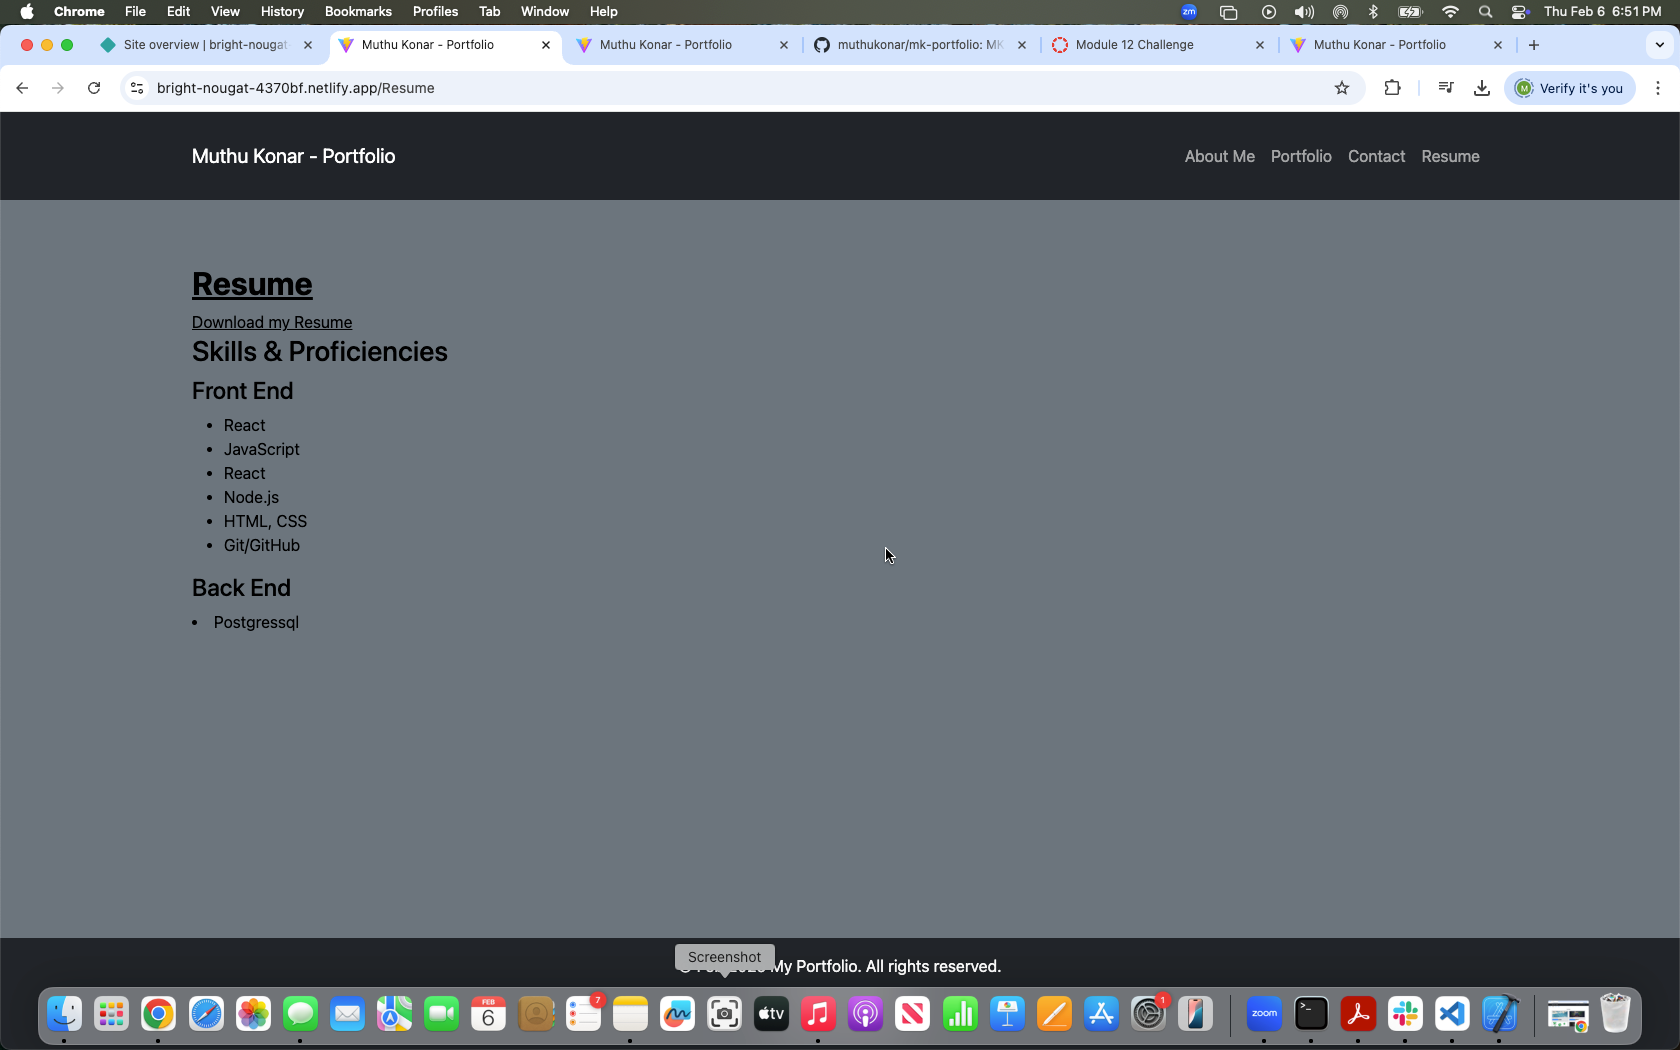 Chrome File Edit View History Bookmarks Profiles Tab Window Help zm Thu Feb 6 6:51 PM
Site overview | bright-nougat Muthu Konar - Portfolio Muthu Konar - Portfolio muthukonar/mk-portfolio: MK Module 12 Challenge Muthu Konar - Portfolio
bright-nougat-4370bf.netlify.app/Resume M Verify it's you
Muthu Konar - Portfolio About Me Portfolio Contact Resume
Resume
Download my Resume
Skills & Proficiencies
Front End
• React
• JavaScript
• React
• Node.js
• HTML, CSS
• Git/GitHub
Back End
• Postgressql
Screenshot
My Portfolio. All rights reserved.
FEB
6
7
tv
1
zoom